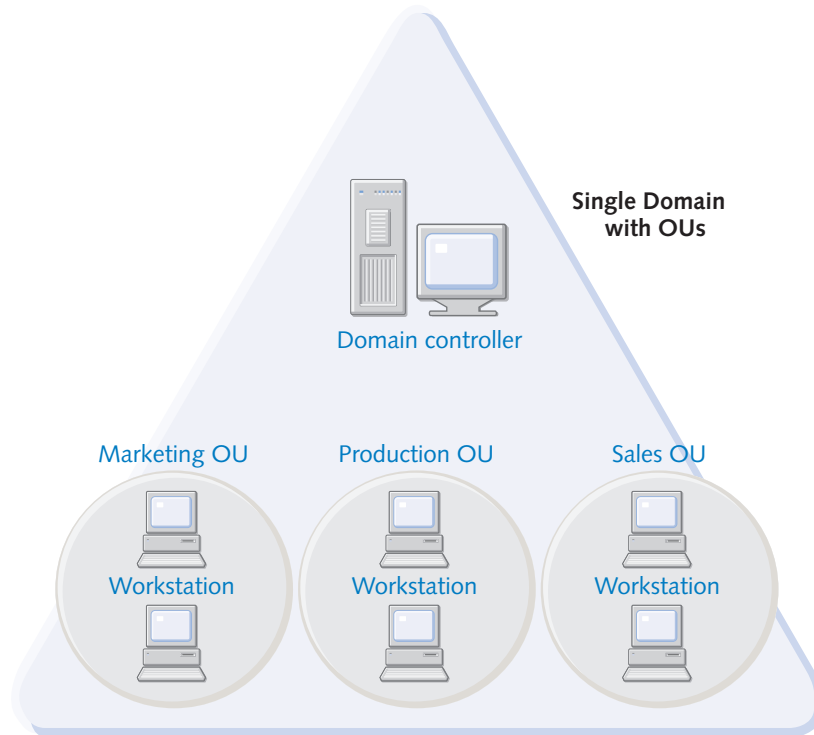 Single Domain
with OUs
Domain controller
Marketing OU
Production OU
Sales OU
Workstation
Workstation
Workstation